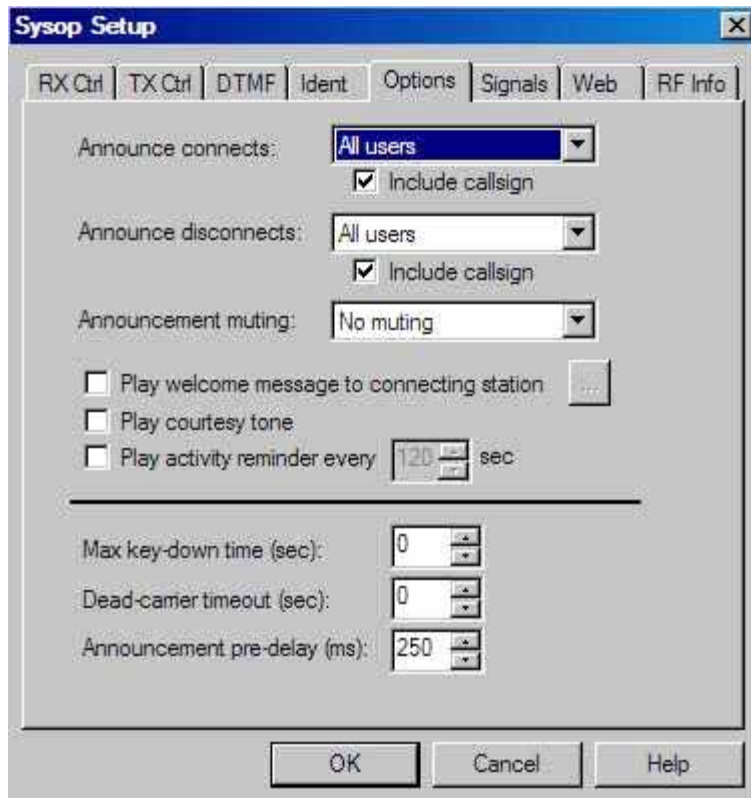 Sysop Setup
RX Ctrl TX Ctrl DTMF Ident Options Signals Web RF Info
Announce connects: All users
Include callsign
Announce disconnects: All users
Include callsign
Announcement muting: No muting
Play welcome message to connecting station ...
Play courtesy tone
Play activity reminder every 120 sec
Max key-down time (sec): 0
Dead-carrier timeout (sec): 0
Announcement pre-delay (ms): 250
OK Cancel Help